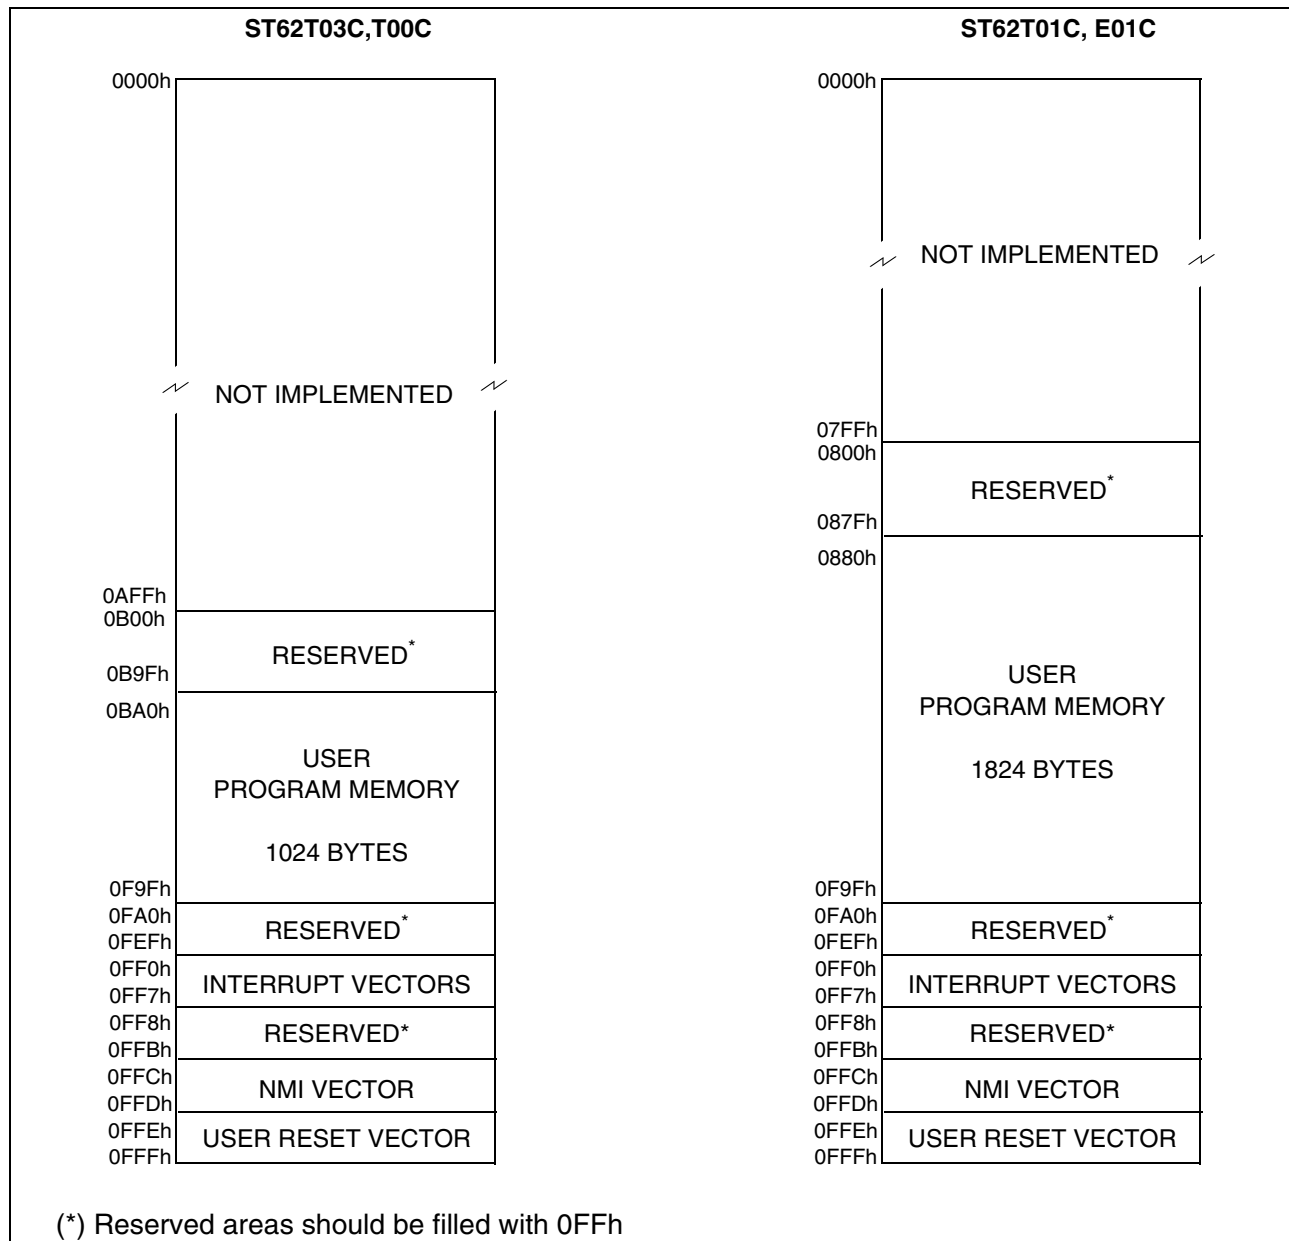 ST62T03C,T00C
0000h
NOT IMPLEMENTED
0AFFh
0B00h
RESERVED*
0B9Fh
0BA0h
USER
PROGRAM MEMORY
1024 BYTES
0F9Fh
0FA0h
RESERVED*
0FEFh
0FF0h
INTERRUPT VECTORS
0FF7h
0FF8h
RESERVED*
0FFBh
0FFCh
NMI VECTOR
0FFDh
0FFEh
USER RESET VECTOR
0FFFh
ST62T01C, E01C
0000h
NOT IMPLEMENTED
07FFh
0800h
RESERVED*
087Fh
0880h
USER
PROGRAM MEMORY
1824 BYTES
0F9Fh
0FA0h
RESERVED*
0FEFh
0FF0h
INTERRUPT VECTORS
0FF7h
0FF8h
RESERVED*
0FFBh
0FFCh
NMI VECTOR
0FFDh
0FFEh
USER RESET VECTOR
0FFFh
(*) Reserved areas should be filled with 0FFh